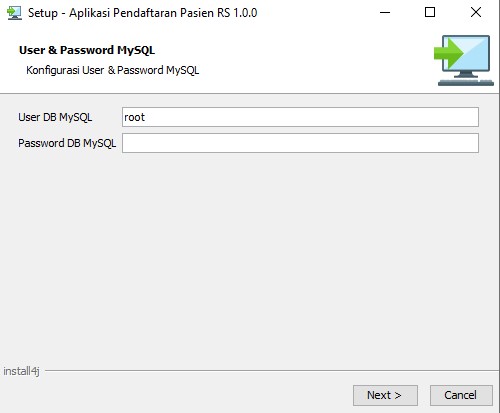 Setup - Aplikasi Pendaftaran Pasien RS 1.0.0
User & Password MySQL
Konfigurasi User & Password MySQL
User DB MySQL root
Password DB MySQL
install4j
Next > Cancel